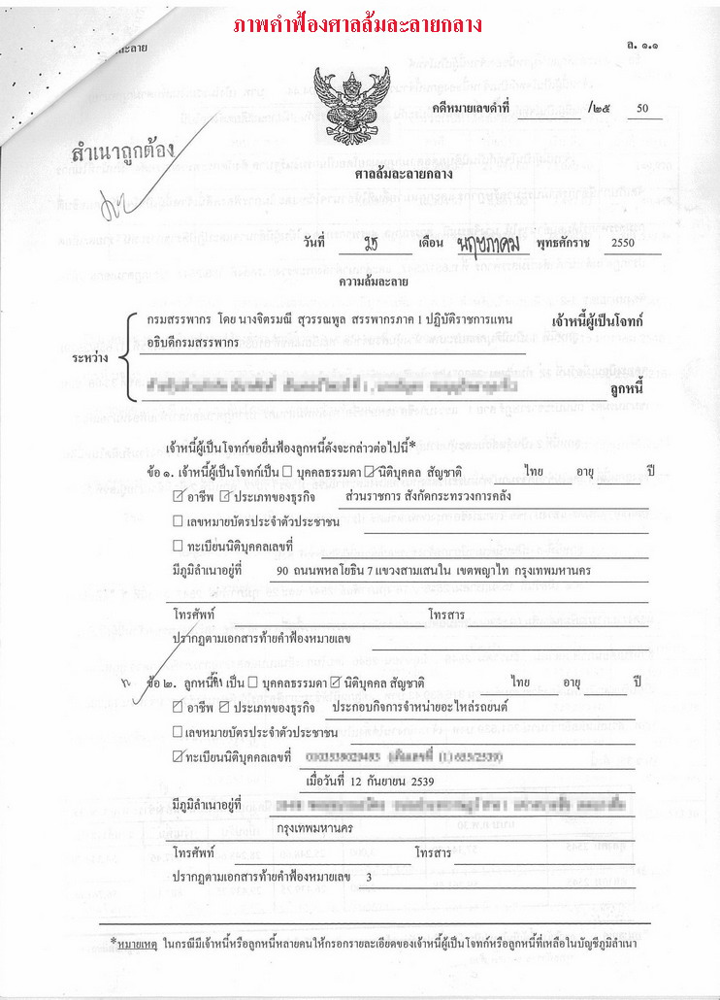 ภาพคำฟ้องศาลล้มละลายกลาง
ะละลาย
ล. ๑.๑
คดีหมายเลขดำที่ /๒๕ 50
สำเนาถูกต้อง
ศาลล้มละลายกลาง
วันที่ ๒๕ เดือน พฤษภาคม พุทธศักราช 2550
ความล้มละลาย
กรมสรรพากร โดย นางจิตรมณี สุวรรณพูล สรรพากรภาค 1 ปฏิบัติราชการแทน
เจ้าหนี้ผู้เป็นโจทก์
อธิบดีกรมสรรพากร
ระหว่าง
ลูกหนี้
เจ้าหนี้ผู้เป็นโจทก์ขอยื่นฟ้องลูกหนี้ดังจะกล่าวต่อไปนี้*
ข้อ ๑. เจ้าหนี้ผู้เป็นโจทก์เป็น ☐ บุคคลธรรมดา ☑ นิติบุคคล สัญชาติ ไทย อายุ ปี
☑ อาชีพ ☑ ประเภทของธุรกิจ ส่วนราชการ สังกัดกระทรวงการคลัง
☐ เลขหมายบัตรประจำตัวประชาชน
☐ ทะเบียนนิติบุคคลเลขที่
มีภูมิลำเนาอยู่ที่ 90 ถนนพหลโยธิน 7 แขวงสามเสนใน เขตพญาไท กรุงเทพมหานคร
โทรศัพท์ โทรสาร
ปรากฏตามเอกสารท้ายคำฟ้องหมายเลข
ข้อ ๒. ลูกหนี้ที่1 เป็น ☐ บุคคลธรรมดา ☑ นิติบุคคล สัญชาติ ไทย อายุ ปี
☑ อาชีพ ☑ ประเภทของธุรกิจ ประกอบกิจการจำหน่ายอะไหล่รถยนต์
☐ เลขหมายบัตรประจำตัวประชาชน
☑ ทะเบียนนิติบุคคลเลขที่
เมื่อวันที่ 12 กันยายน 2539
มีภูมิลำเนาอยู่ที่
กรุงเทพมหานคร
โทรศัพท์ โทรสาร
ปรากฏตามเอกสารท้ายคำฟ้องหมายเลข 3
*หมายเหตุ ในกรณีมีเจ้าหนี้หรือลูกหนี้หลายคนให้กรอกรายละเอียดของเจ้าหนี้ผู้เป็นโจทก์หรือลูกหนี้ที่เหลือในบัญชีภูมิลำเนา